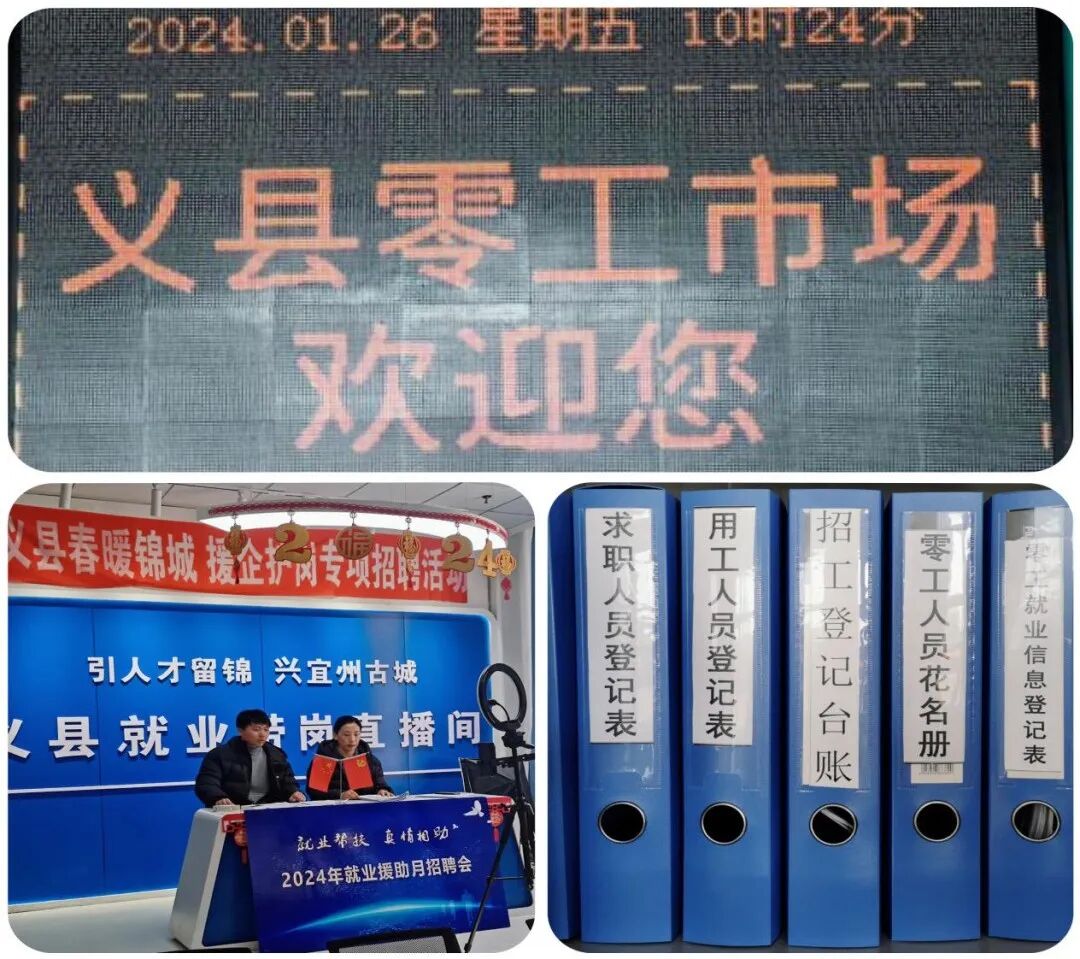 2024.01.26 星期五 10时24分
义县零工市场
欢迎您
义县春暖锦城 援企护岗专项招聘活动
引人才留锦 兴宜州古城
义县就业带岗直播间
就业帮扶 真情相助
2024年就业援助月招聘会
求职人员登记表
用工人员登记表
招工登记台账
零工人员花名册
零工就业信息登记表